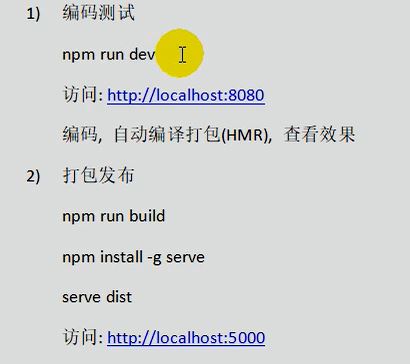 1) 编码测试
npm run dev
访问: http://localhost:8080
编码, 自动编译打包(HMR), 查看效果
2) 打包发布
npm run build
npm install -g serve
serve dist
访问: http://localhost:5000